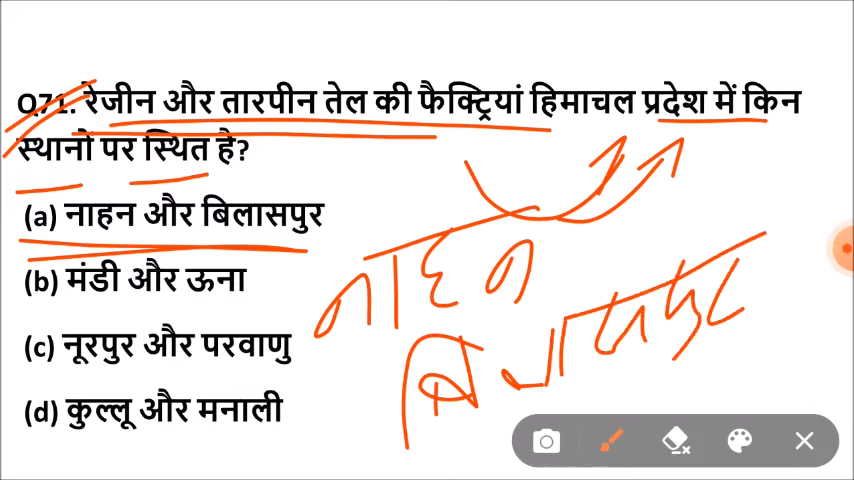 Q71. रेजीन और तारपीन तेल की फैक्ट्रियां हिमाचल प्रदेश में किन
स्थानों पर स्थित है?
(a) नाहन और बिलासपुर
(b) मंडी और ऊना
(c) नूरपुर और परवाणु
(d) कुल्लू और मनाली
नाहन
बिलासपुर